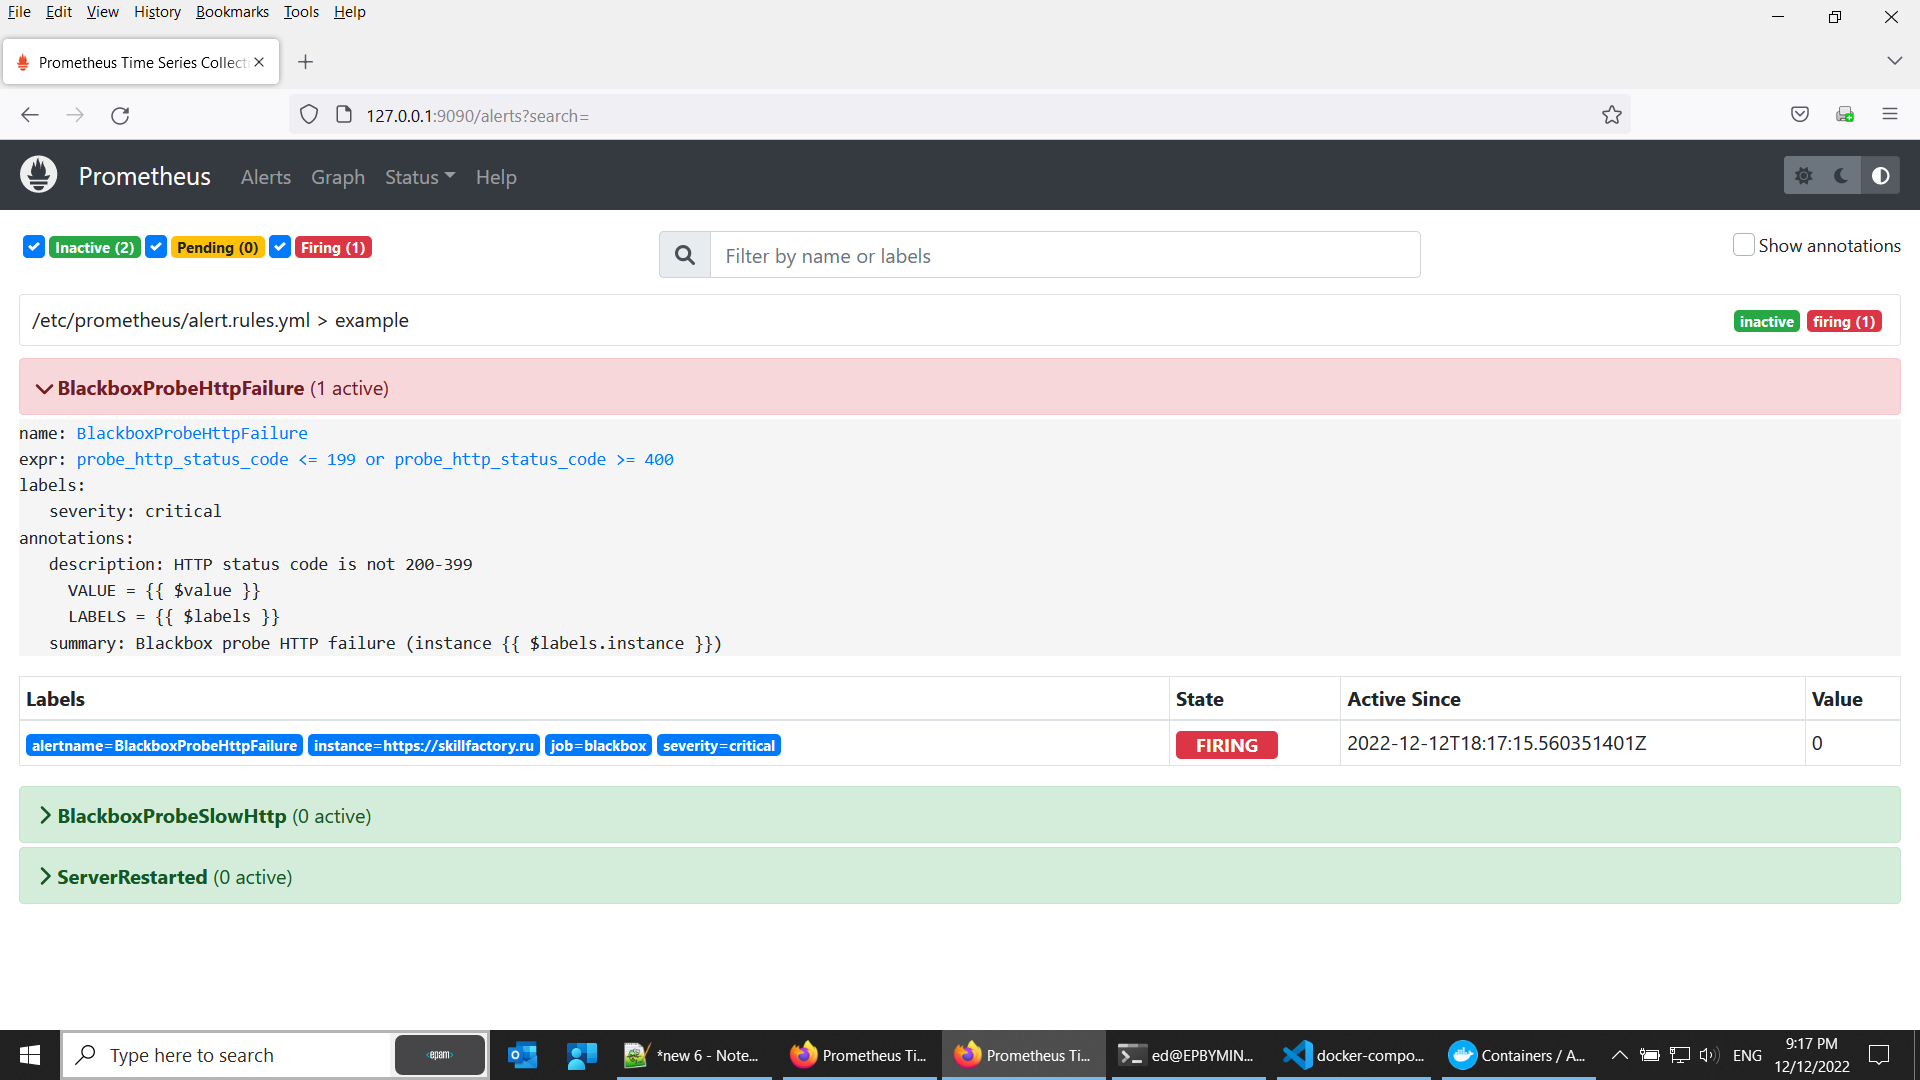 File Edit View History Bookmarks Tools Help
Prometheus Time Series Collecti
127.0.0.1:9090/alerts?search=
Prometheus Alerts Graph Status Help
Inactive (2) Pending (0) Firing (1) Filter by name or labels Show annotations
/etc/prometheus/alert.rules.yml > example inactive firing (1)
BlackboxProbeHttpFailure (1 active)
name: BlackboxProbeHttpFailure
expr: probe_http_status_code <= 199 or probe_http_status_code >= 400
labels:
severity: critical
annotations:
description: HTTP status code is not 200-399
VALUE = {{ $value }}
LABELS = {{ $labels }}
summary: Blackbox probe HTTP failure (instance {{ $labels.instance }})
Labels State Active Since Value
alertname=BlackboxProbeHttpFailure instance=https://skillfactory.ru job=blackbox severity=critical FIRING 2022-12-12T18:17:15.560351401Z 0
BlackboxProbeSlowHttp (0 active)
ServerRestarted (0 active)
Type here to search <epam> *new 6 - Note... Prometheus Ti... Prometheus Ti... ed@EPBYMIN... docker-compo... Containers / A... ENG 9:17 PM
12/12/2022